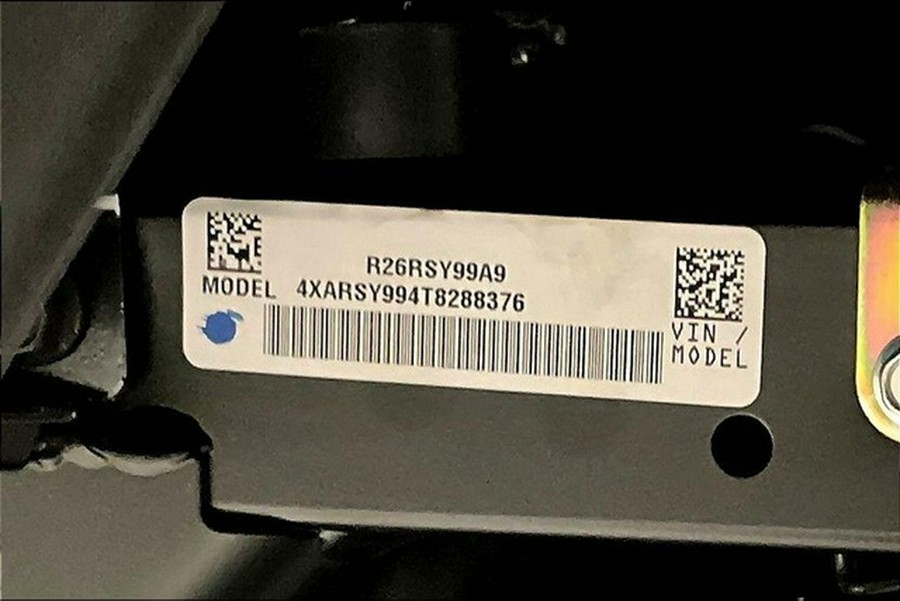 R26RSY99A9
MODEL 4XARSY994T8288376
VIN /
MODEL